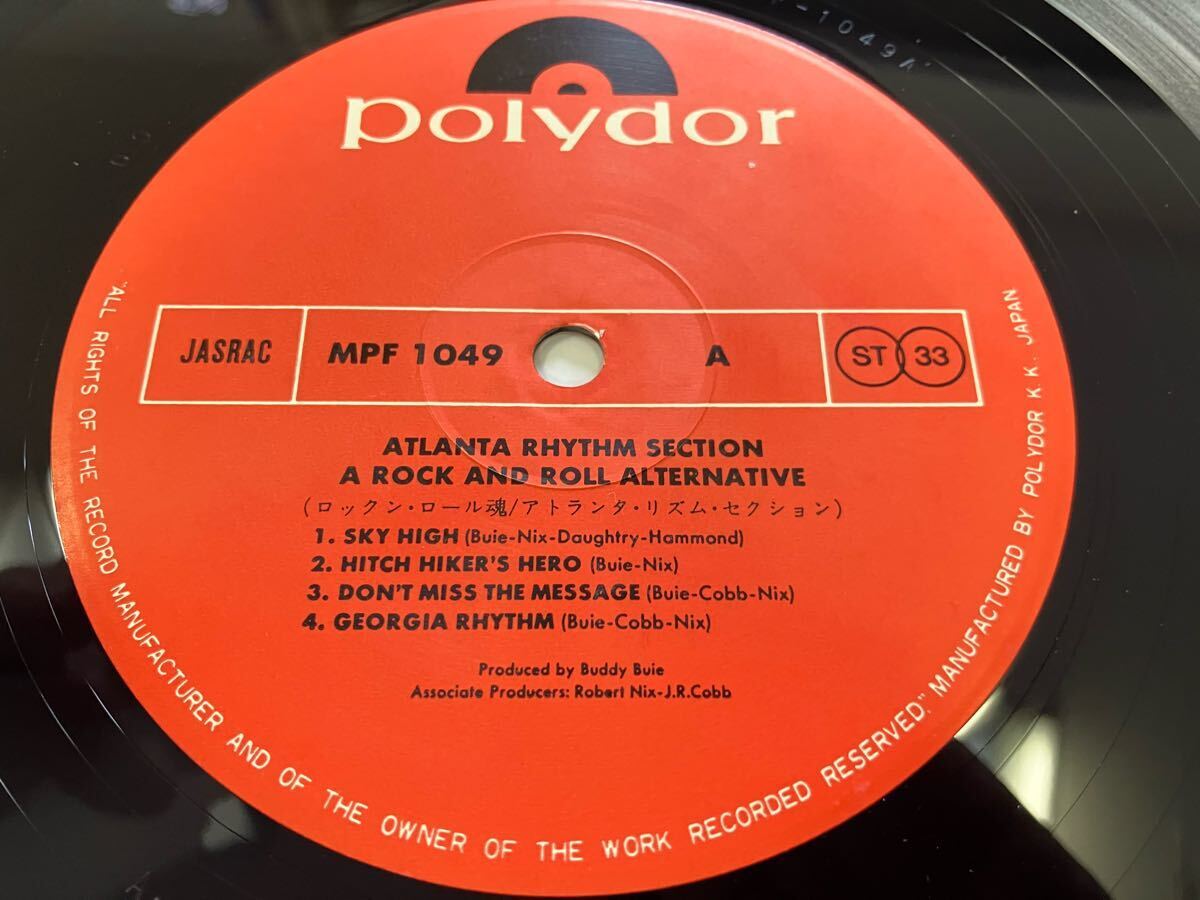 1049A
polydor
JASRAC
MPF 1049
A
ST 33
ATLANTA RHYTHM SECTION
A ROCK AND ROLL ALTERNATIVE
(ロックン・ロール魂/アトランタ・リズム・セクション)
1. SKY HIGH (Buie-Nix-Daughtry-Hammond)
2. HITCH HIKER'S HERO (Buie-Nix)
3. DON'T MISS THE MESSAGE (Buie-Cobb-Nix)
4. GEORGIA RHYTHM (Buie-Cobb-Nix)
Produced by Buddy Buie
Associate Producers: Robert Nix-J.R.Cobb
"ALL RIGHTS OF THE RECORD MANUFACTURER AND OF THE OWNER OF THE WORK RECORDED RESERVED." MANUFACTURED BY POLYDOR K.K. JAPAN